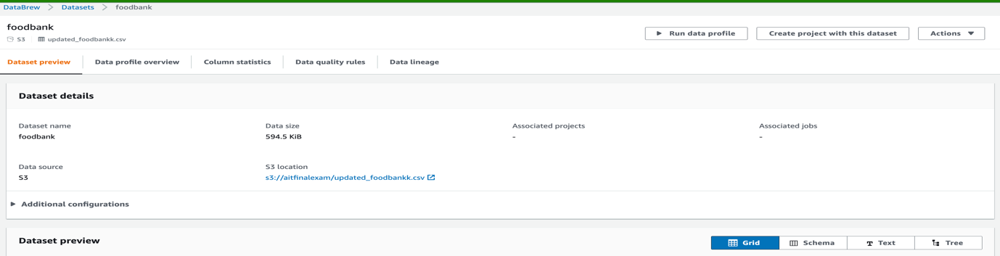 DataBrew > Datasets > foodbank
foodbank
S3 updated_foodbankk.csv
Run data profile Create project with this dataset Actions
Dataset preview Data profile overview Column statistics Data quality rules Data lineage
Dataset details
Dataset name Data size Associated projects Associated jobs
foodbank 594.5 KiB - -
Data source S3 location
S3 s3://aitfinalexam/updated_foodbankk.csv
Additional configurations
Dataset preview Grid Schema Text Tree